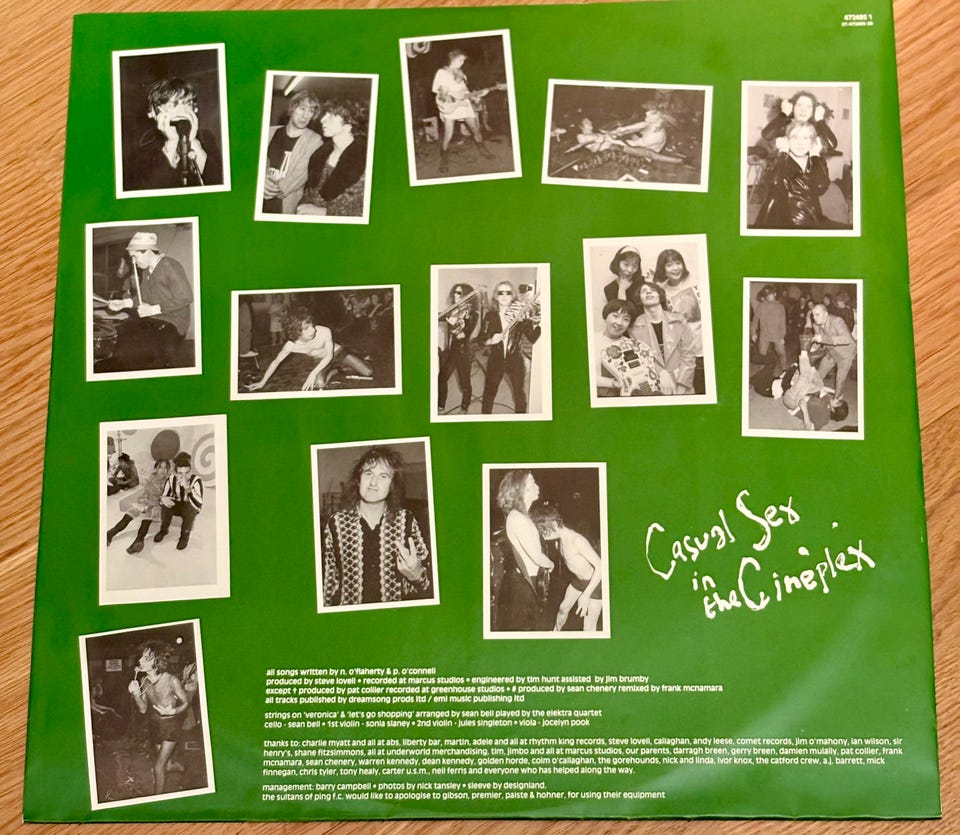 472495 1
01-472495-20
Casual Sex
in
the Cineplex
all songs written by n. o'flaherty & p. o'connell
produced by steve lovell • recorded at marcus studios • engineered by tim hunt assisted by jim brumby
except † produced by pat collier recorded at greenhouse studios • # produced by sean chenery remixed by frank mcnamara
all tracks published by dreamsong prods ltd / emi music publishing ltd
strings on 'veronica' & 'let's go shopping' arranged by sean bell played by the elektra quartet
cello - sean bell • 1st violin - sonia slaney • 2nd violin - jules singleton • viola - jocelyn pook
thanks to: charlie myatt and all at abs, liberty bar, martin, adele and all at rhythm king records, steve lovell, callaghan, andy leese, comet records, jim o'mahony, ian wilson, sir
henry's, shane fitzsimmons, all at underworld merchandising, tim, jimbo and all at marcus studios, our parents, darragh breen, gerry breen, damien mulally, pat collier, frank
mcnamara, sean chenery, warren kennedy, dean kennedy, golden horde, colm o'callaghan, the gorehounds, nick and linda, ivor knox, the catford crew, a.j. barrett, mick
finnegan, chris tyler, tony healy, carter u.s.m., neil ferris and everyone who has helped along the way.
management: barry campbell • photos by nick tansley • sleeve by designland.
the sultans of ping f.c. would like to apologise to gibson, premier, paiste & hohner, for using their equipment